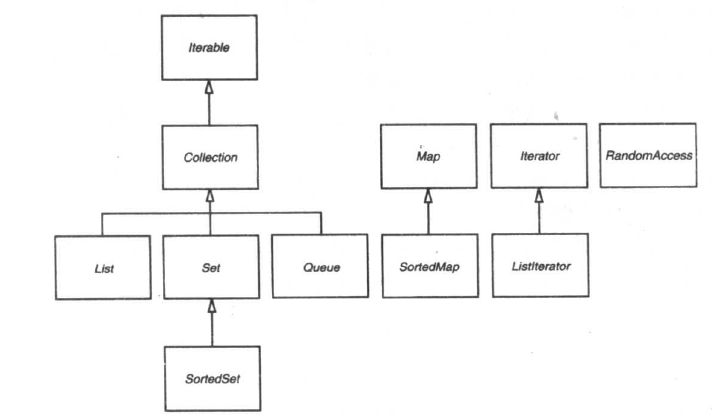 Iterable
Collection
Map
Iterator
RandomAccess
List
Set
Queue
SortedMap
ListIterator
SortedSet